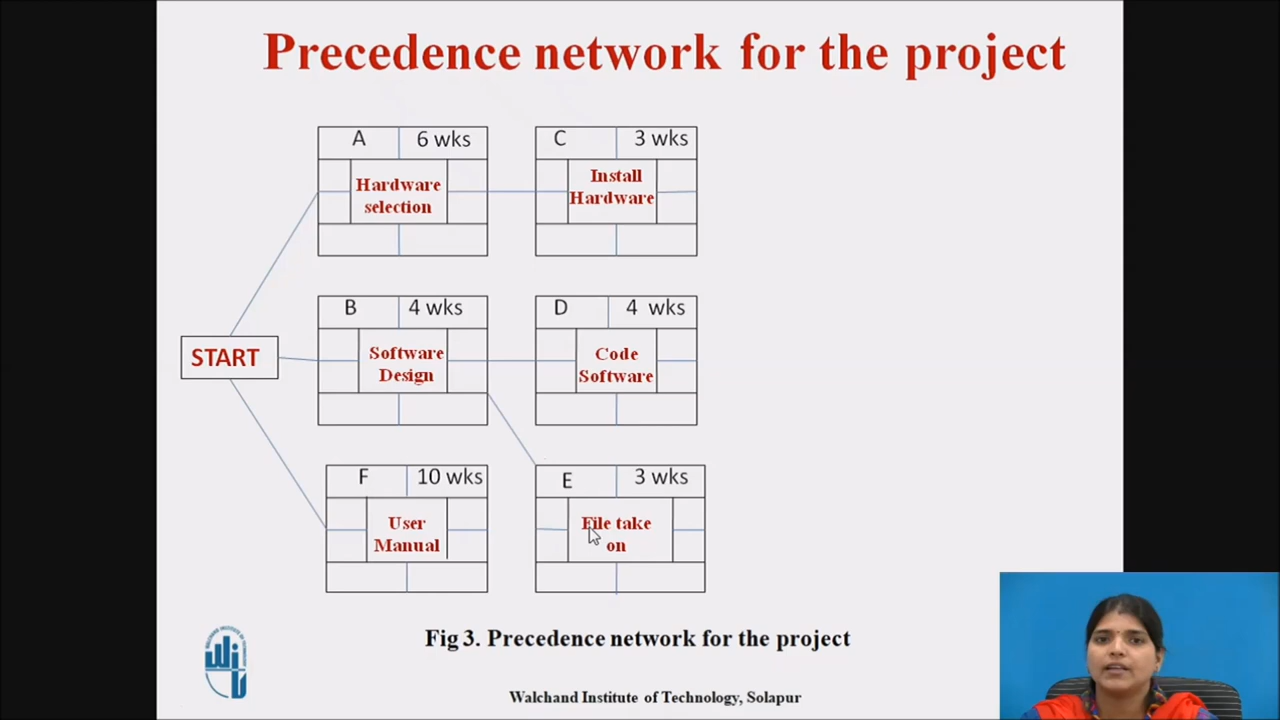 Precedence network for the project
A 6 wks
Hardware
selection
C 3 wks
Install
Hardware
START
B 4 wks
Software
Design
D 4 wks
Code
Software
F 10 wks
User
Manual
E 3 wks
File take
on
Fig 3. Precedence network for the project
Walchand Institute of Technology, Solapur